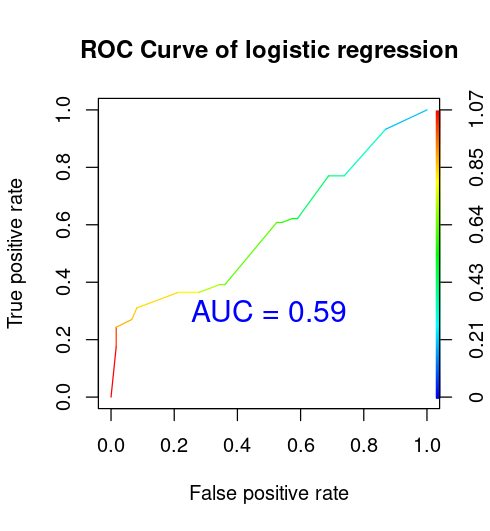 ROC Curve of logistic regression
True positive rate
1.0
0.8
0.6
0.4
0.2
0.0
AUC = 0.59
1.07
0.85
0.64
0.43
0.21
0
0.0 0.2 0.4 0.6 0.8 1.0
False positive rate